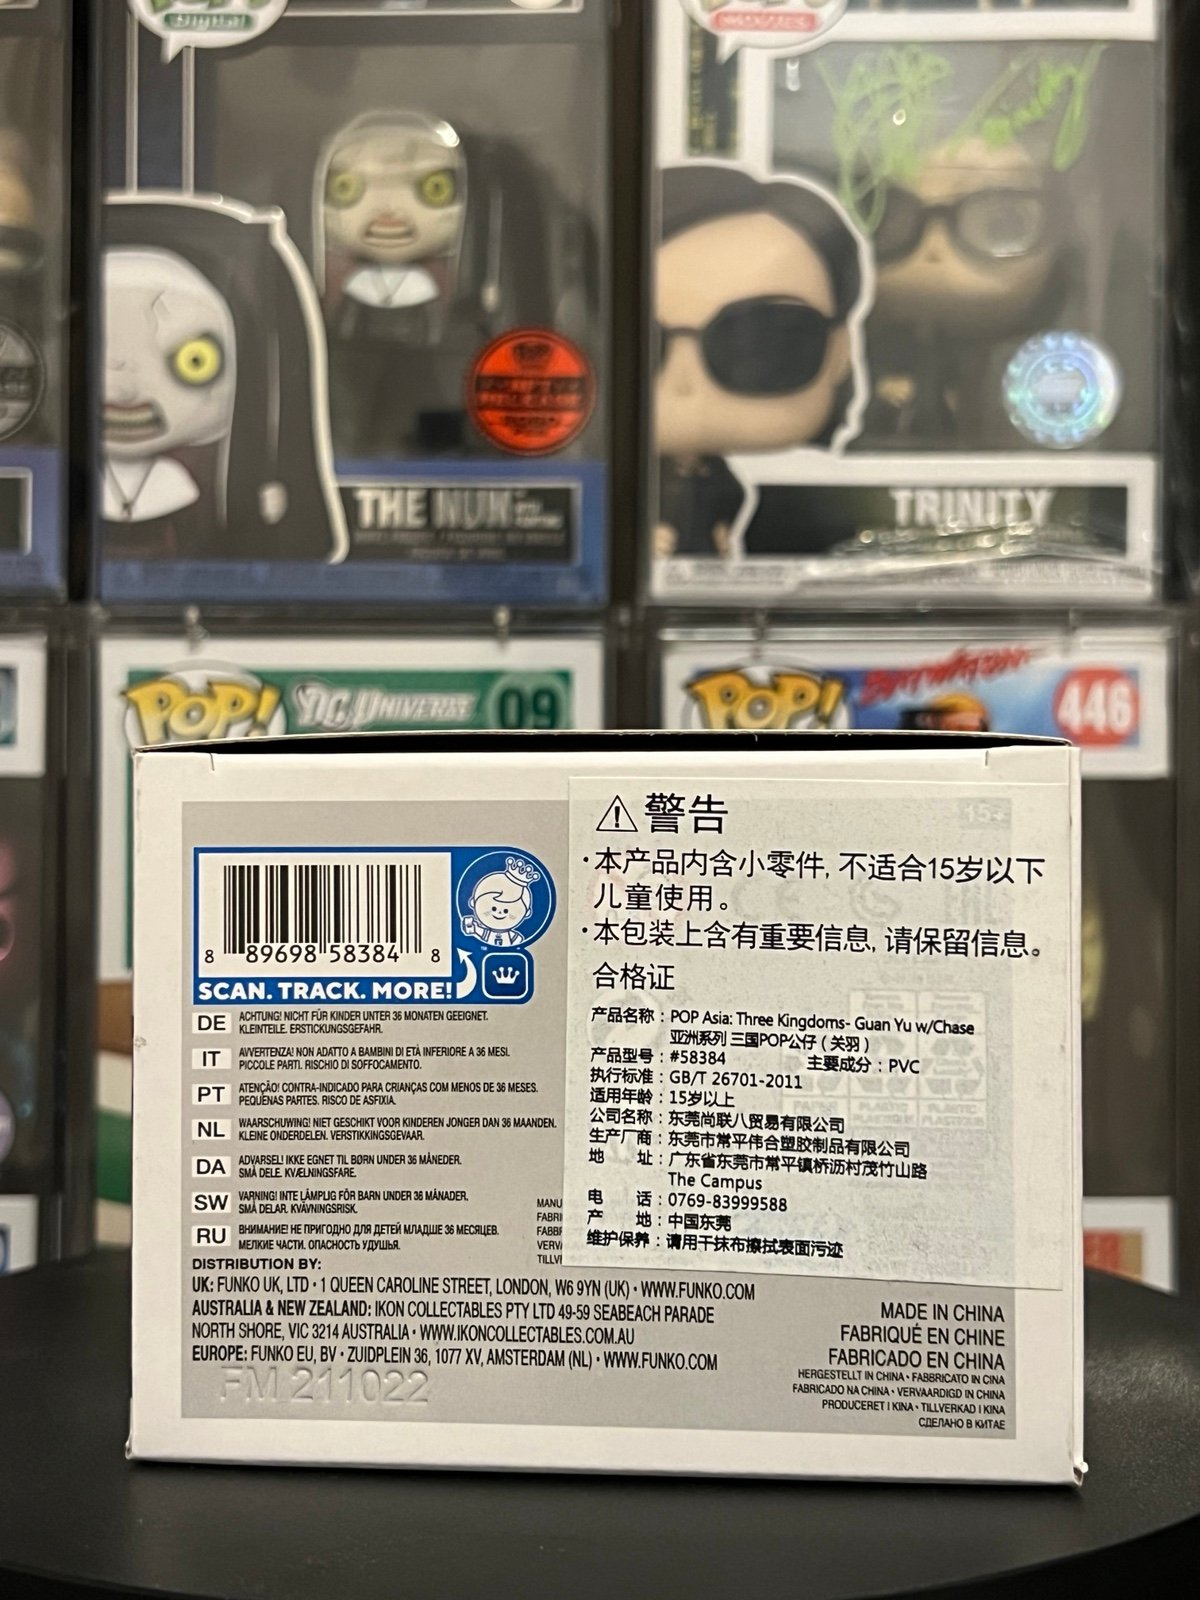 Digital
MOVIES
Trinity
THE NUN
TRINITY
POP!
DC UNIVERSE
09
POP!
BAYWATCH
446
15+
8 89698 58384 8
SCAN. TRACK. MORE!
DE ACHTUNG! NICHT FÜR KINDER UNTER 36 MONATEN GEEIGNET.
KLEINTEILE. ERSTICKUNGSGEFAHR.
IT AVVERTENZA! NON ADATTO A BAMBINI DI ETÀ INFERIORE A 36 MESI.
PICCOLE PARTI. RISCHIO DI SOFFOCAMENTO.
PT ATENÇÃO! CONTRA-INDICADO PARA CRIANÇAS COM MENOS DE 36 MESES.
PEQUENAS PARTES. RISCO DE ASFIXIA.
NL WAARSCHUWING! NIET GESCHIKT VOOR KINDEREN JONGER DAN 36 MAANDEN.
KLEINE ONDERDELEN. VERSTIKKINGSGEVAAR.
DA ADVARSEL! IKKE EGNET TIL BØRN UNDER 36 MÅNEDER.
SMÅ DELE. KVÆLNINGSFARE.
SW VARNING! INTE LÄMPLIG FÖR BARN UNDER 36 MÅNADER.
SMÅ DELAR. KVÄVNINGSRISK.
RU ВНИМАНИЕ! НЕ ПРИГОДНО ДЛЯ ДЕТЕЙ МЛАДШЕ 36 МЕСЯЦЕВ.
МЕЛКИЕ ЧАСТИ. ОПАСНОСТЬ УДУШЬЯ.
MANU
FABRI
FABBR
VERV
TILLV
DISTRIBUTION BY:
UK: FUNKO UK, LTD • 1 QUEEN CAROLINE STREET, LONDON, W6 9YN (UK) • WWW.FUNKO.COM
AUSTRALIA & NEW ZEALAND: IKON COLLECTABLES PTY LTD 49-59 SEABEACH PARADE
NORTH SHORE, VIC 3214 AUSTRALIA • WWW.IKONCOLLECTABLES.COM.AU
EUROPE: FUNKO EU, BV • ZUIDPLEIN 36, 1077 XV, AMSTERDAM (NL) • WWW.FUNKO.COM
FM 211022
⚠警告
·本产品内含小零件, 不适合15岁以下
儿童使用。
·本包装上含有重要信息, 请保留信息。
合格证
产品名称：POP Asia: Three Kingdoms- Guan Yu w/Chase
亚洲系列 三国POP公仔（关羽）
产品型号：#58384 主要成分：PVC
执行标准：GB/T 26701-2011
适用年龄：15岁以上
公司名称：东莞尚联八贸易有限公司
生产厂商：东莞市常平伟合塑胶制品有限公司
地 址：广东省东莞市常平镇桥沥村茂竹山路
The Campus
电 话：0769-83999588
产 地：中国东莞
维护保养：请用干抹布擦拭表面污迹
MADE IN CHINA
FABRIQUÉ EN CHINE
FABRICADO EN CHINA
HERGESTELLT IN CHINA • FABBRICATO IN CINA
FABRICADO NA CHINA • VERVAARDIGD IN CHINA
PRODUCERET I KINA • TILLVERKAD I KINA
СДЕЛАНО В КИТАЕ